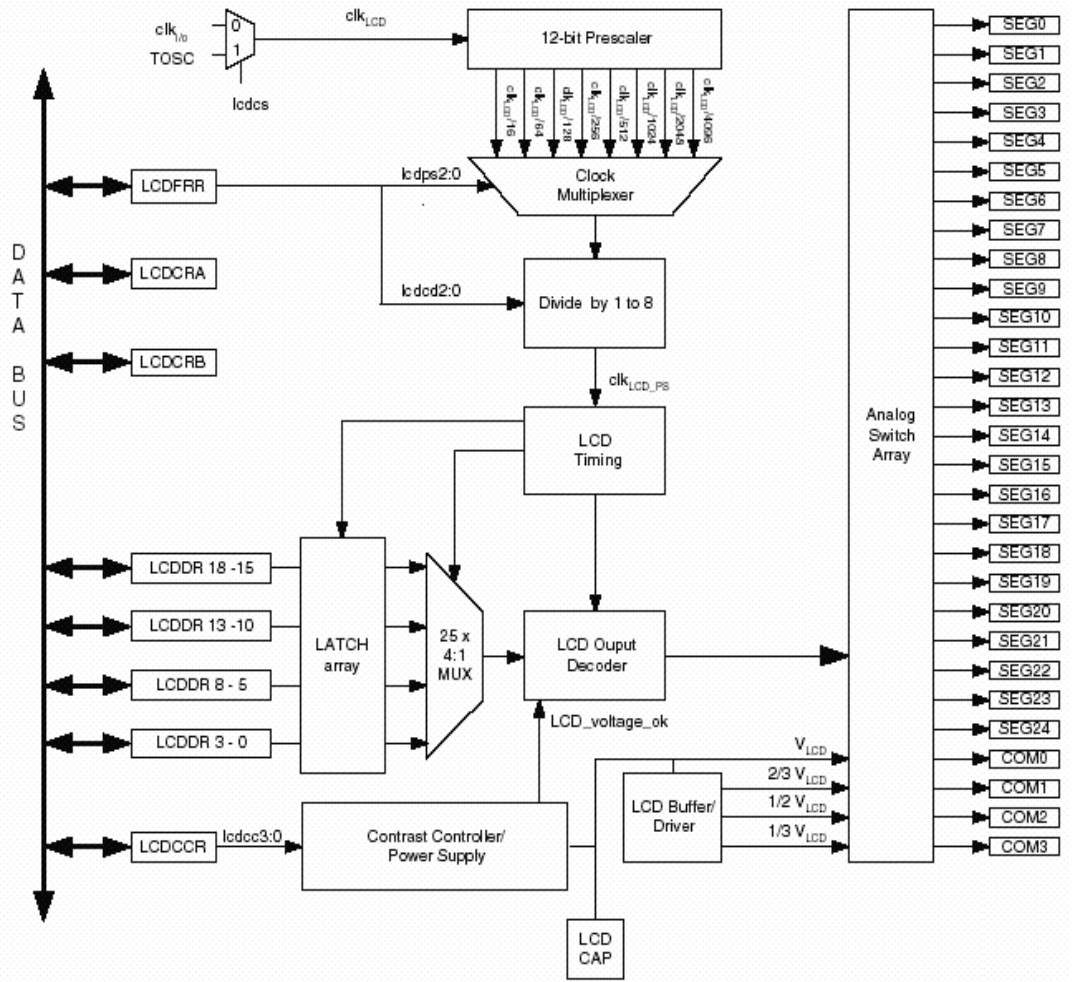 clkI/o
TOSC
0
1
lcdcs
clkLCD
12-bit Prescaler
clkLCD/16
clkLCD/64
clkLCD/128
clkLCD/256
clkLCD/512
clkLCD/1024
clkLCD/2048
clkLCD/4096
Clock
Multiplexer
lcdps2:0
LCDFRR
LCDCRA
lcdcd2:0
Divide by 1 to 8
LCDCRB
DATA
BUS
clkLCD_PS
LCD
Timing
Analog
Switch
Array
LCDDR 18 -15
LCDDR 13 -10
LCDDR 8 - 5
LCDDR 3 - 0
LATCH
array
25 x
4:1
MUX
LCD Ouput
Decoder
LCD_voltage_ok
LCDCCR
lcdcc3:0
Contrast Controller/
Power Supply
LCD Buffer/
Driver
VLCD
2/3 VLCD
1/2 VLCD
1/3 VLCD
LCD
CAP
SEG0
SEG1
SEG2
SEG3
SEG4
SEG5
SEG6
SEG7
SEG8
SEG9
SEG10
SEG11
SEG12
SEG13
SEG14
SEG15
SEG16
SEG17
SEG18
SEG19
SEG20
SEG21
SEG22
SEG23
SEG24
COM0
COM1
COM2
COM3